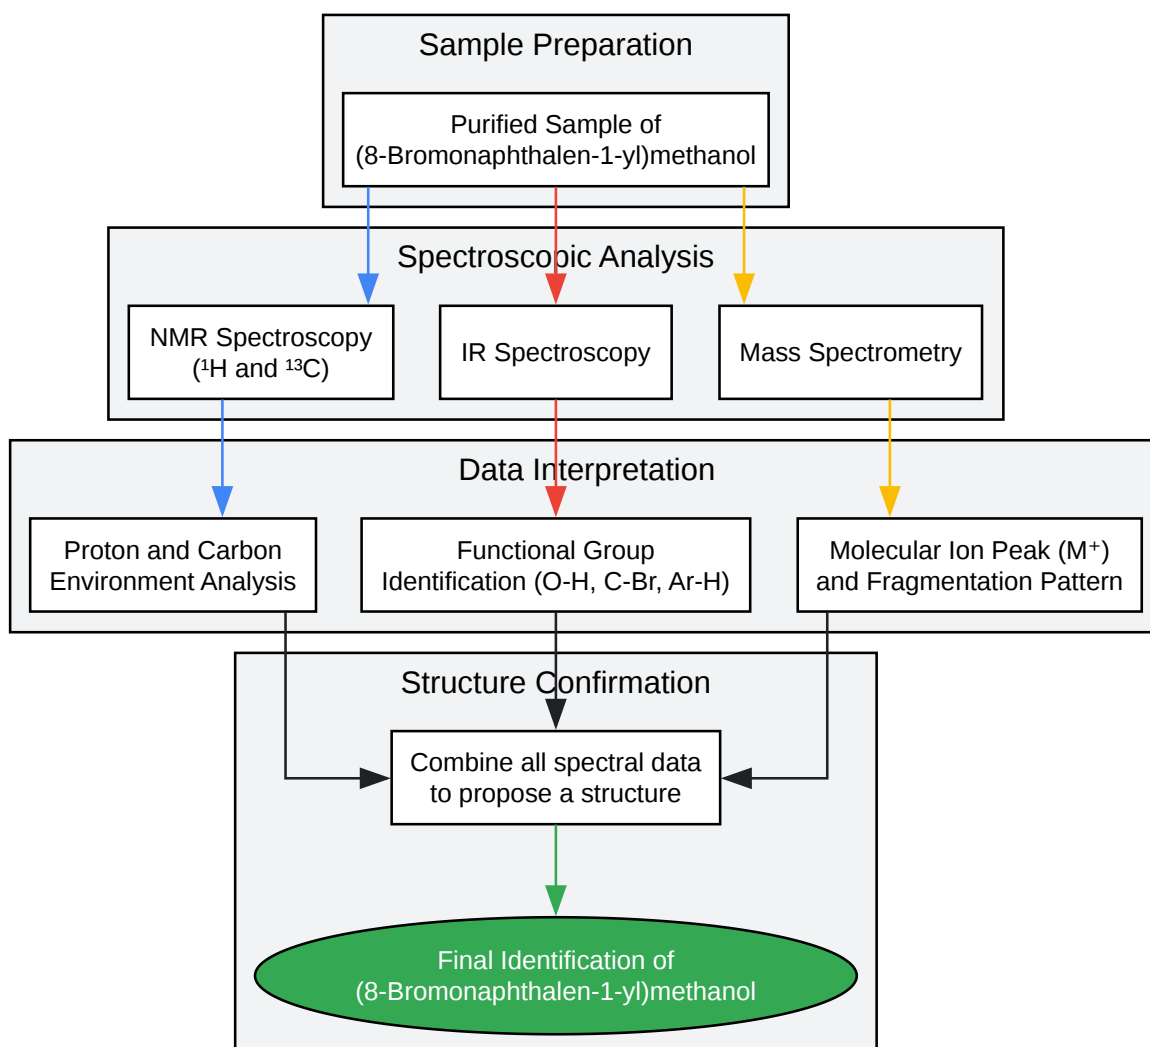 Sample Preparation
Purified Sample of
(8-Bromonaphthalen-1-yl)methanol
Spectroscopic Analysis
NMR Spectroscopy
(¹H and ¹³C)
IR Spectroscopy
Mass Spectrometry
Data Interpretation
Proton and Carbon
Environment Analysis
Functional Group
Identification (O-H, C-Br, Ar-H)
Molecular Ion Peak (M⁺)
and Fragmentation Pattern
Structure Confirmation
Combine all spectral data
to propose a structure
Final Identification of
(8-Bromonaphthalen-1-yl)methanol